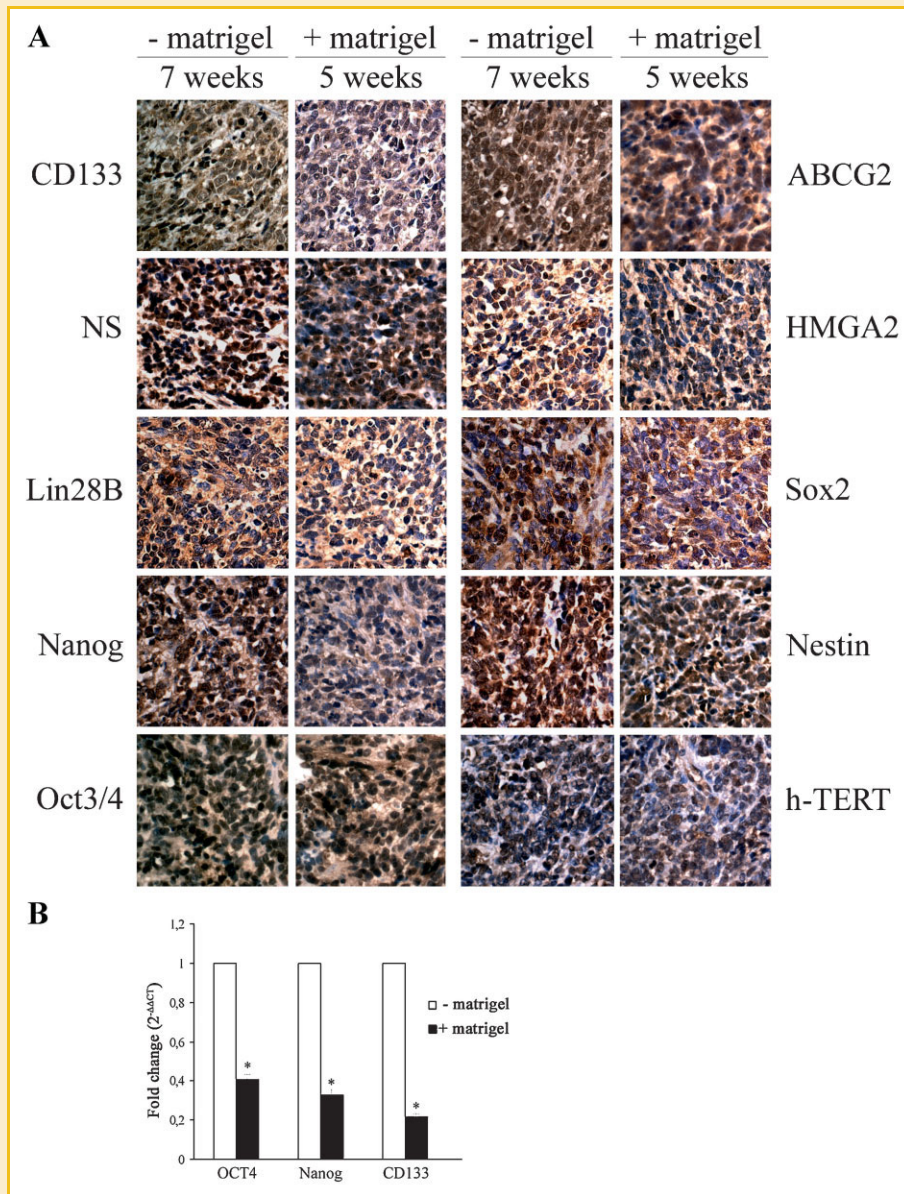 A
- matrigel + matrigel - matrigel + matrigel
7 weeks 5 weeks 7 weeks 5 weeks
CD133 ABCG2
NS HMGA2
Lin28B Sox2
Nanog Nestin
Oct3/4 h-TERT
B
Fold change (2^-ΔΔCT)
1,2
1
0,8
0,6
0,4
0,2
0
* * *
- matrigel
+ matrigel
OCT4 Nanog CD133